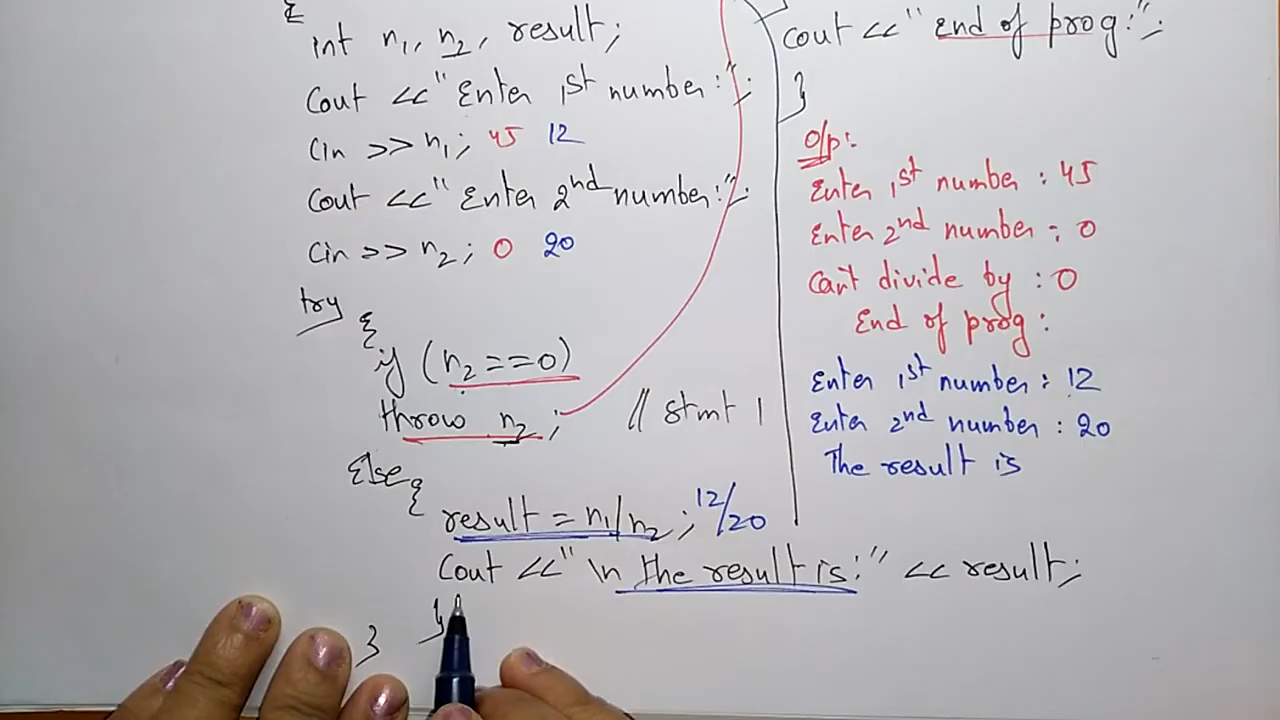 {
int n1, n2, result;
Cout <<"Enter 1st number:";
Cin >> n1; 45 12
Cout <<"Enter 2nd number:";
Cin >> n2; 0 20
try
{
if (n2==0)
throw n2; // stmt 1
Else{
result = n1/n2; 12/20
Cout <<"\n the result is:" << result;
}
}
Cout <<"End of prog:";
}
O/p:
Enter 1st number : 45
Enter 2nd number : 0
Can't divide by : 0
End of prog:
Enter 1st number : 12
Enter 2nd number : 20
The result is